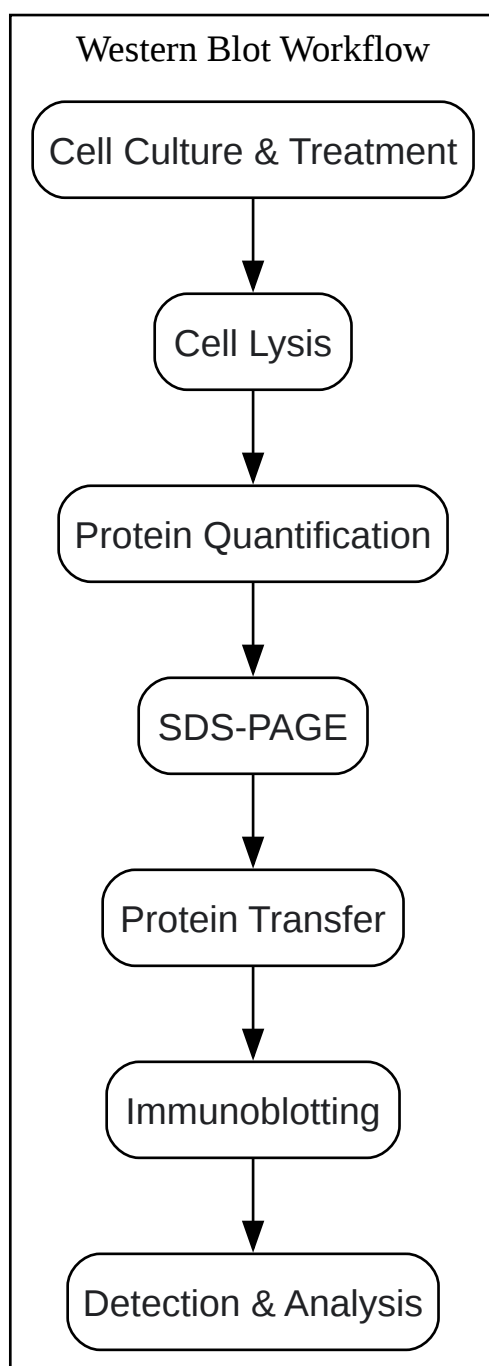 Western Blot Workflow
Cell Culture & Treatment
Cell Lysis
Protein Quantification
SDS-PAGE
Protein Transfer
Immunoblotting
Detection & Analysis